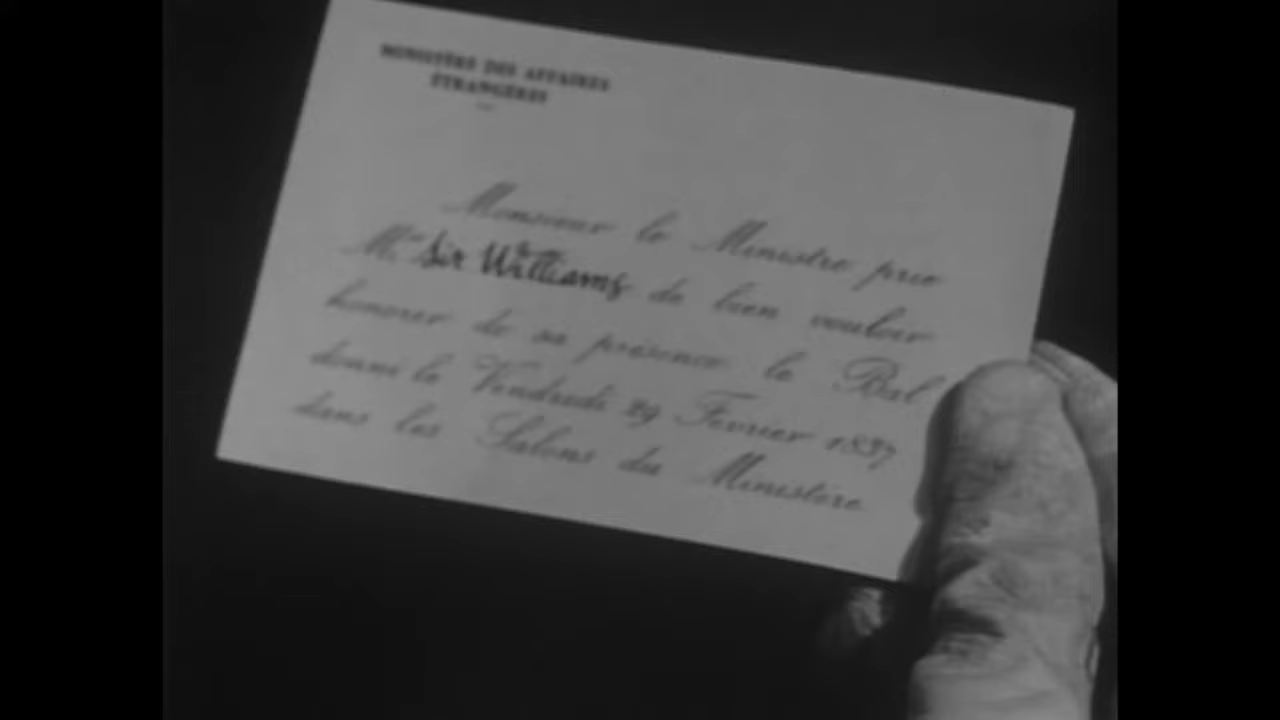 MINISTÈRE DES AFFAIRES
ÉTRANGÈRES
Monsieur le Ministre prie
Mr Sir Williams de bien vouloir
honorer de sa présence le Bal
donné le Vendredi 29 Février 1837
dans les Salons du Ministère